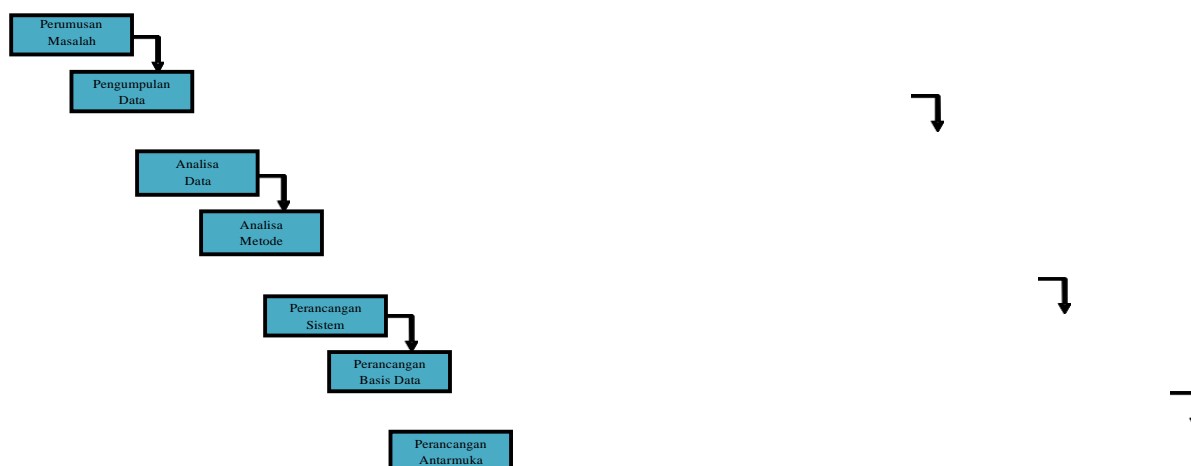 Perumusan
Masalah
Pengumpulan
Data
Analisa
Data
Analisa
Metode
Perancangan
Sistem
Perancangan
Basis Data
Perancangan
Antarmuka